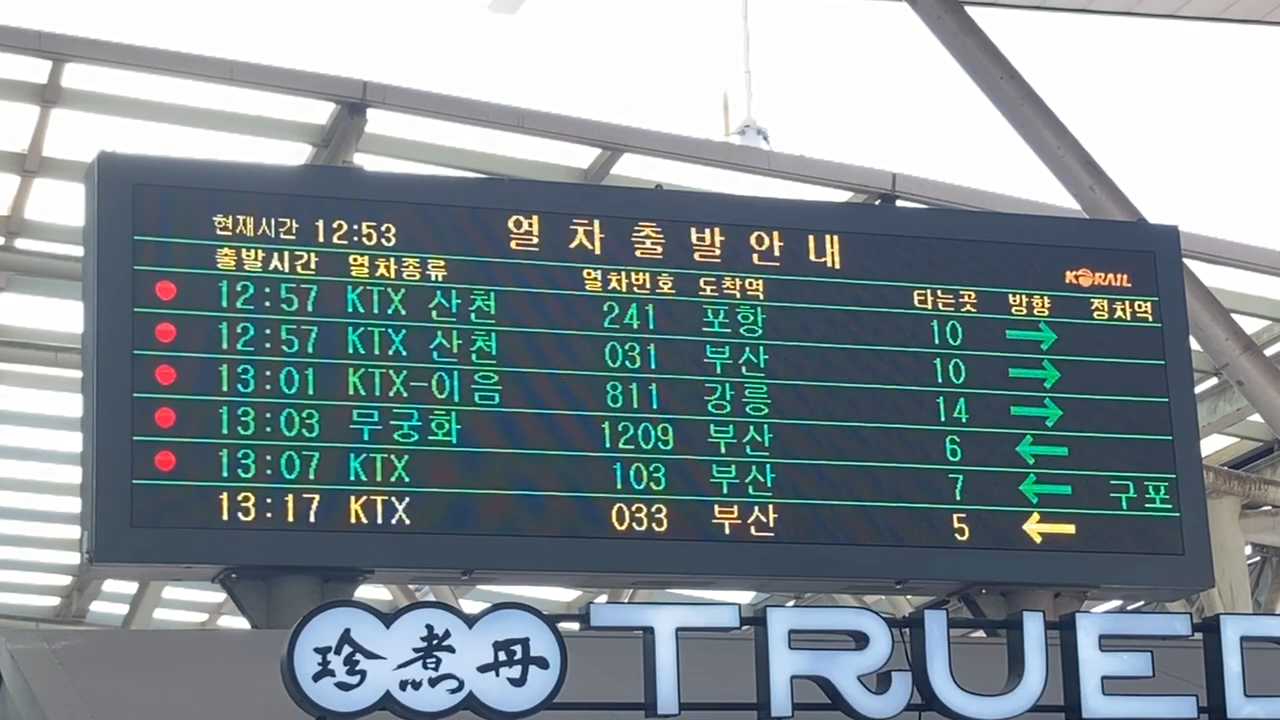 현재시간 12:53 열차출발안내
KORAIL
출발시간 열차종류 열차번호 도착역 타는곳 방향 정차역
12:57 KTX 산천 241 포항 10 →
12:57 KTX 산천 031 부산 10 →
13:01 KTX-이음 811 강릉 14 →
13:03 무궁화 1209 부산 6 ←
13:07 KTX 103 부산 7 ← 구포
13:17 KTX 033 부산 5 ←
珍煮丹 TRUED